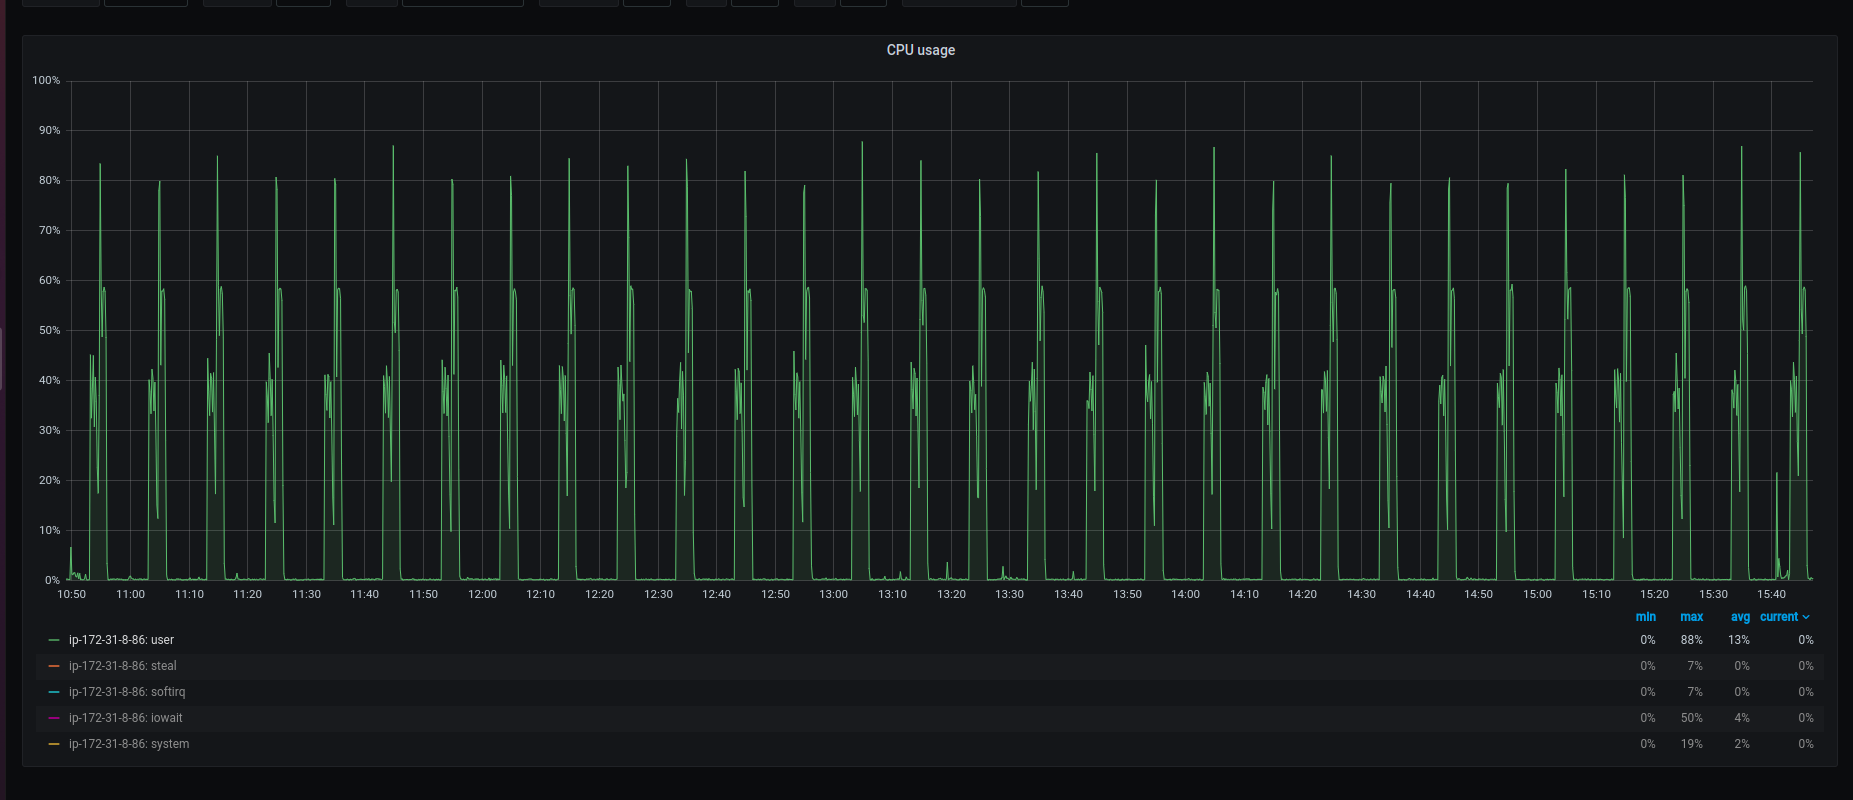 CPU usage
100%
90%
80%
70%
60%
50%
40%
30%
20%
10%
0%
10:50 11:00 11:10 11:20 11:30 11:40 11:50 12:00 12:10 12:20 12:30 12:40 12:50 13:00 13:10 13:20 13:30 13:40 13:50 14:00 14:10 14:20 14:30 14:40 14:50 15:00 15:10 15:20 15:30 15:40
min max avg current
ip-172-31-8-86: user 0% 88% 13% 0%
ip-172-31-8-86: steal 0% 7% 0% 0%
ip-172-31-8-86: softirq 0% 7% 0% 0%
ip-172-31-8-86: iowait 0% 50% 4% 0%
ip-172-31-8-86: system 0% 19% 2% 0%